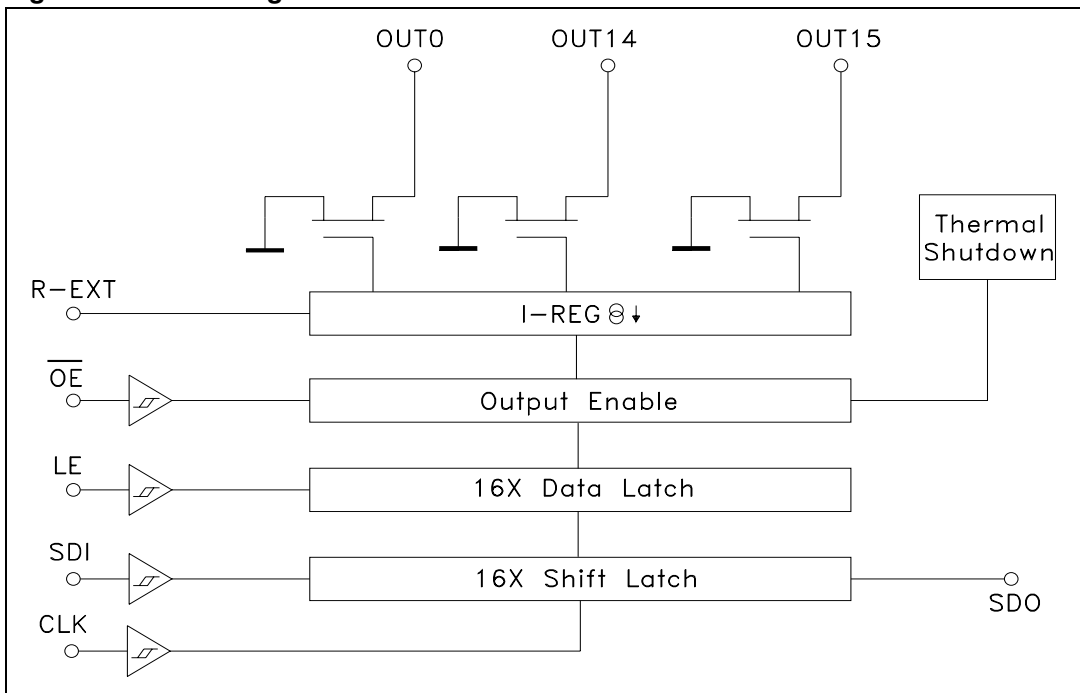 OUT0 OUT14 OUT15
Thermal
Shutdown
R-EXT
I-REG
OE
Output Enable
LE
16X Data Latch
SDI
16X Shift Latch
SDO
CLK